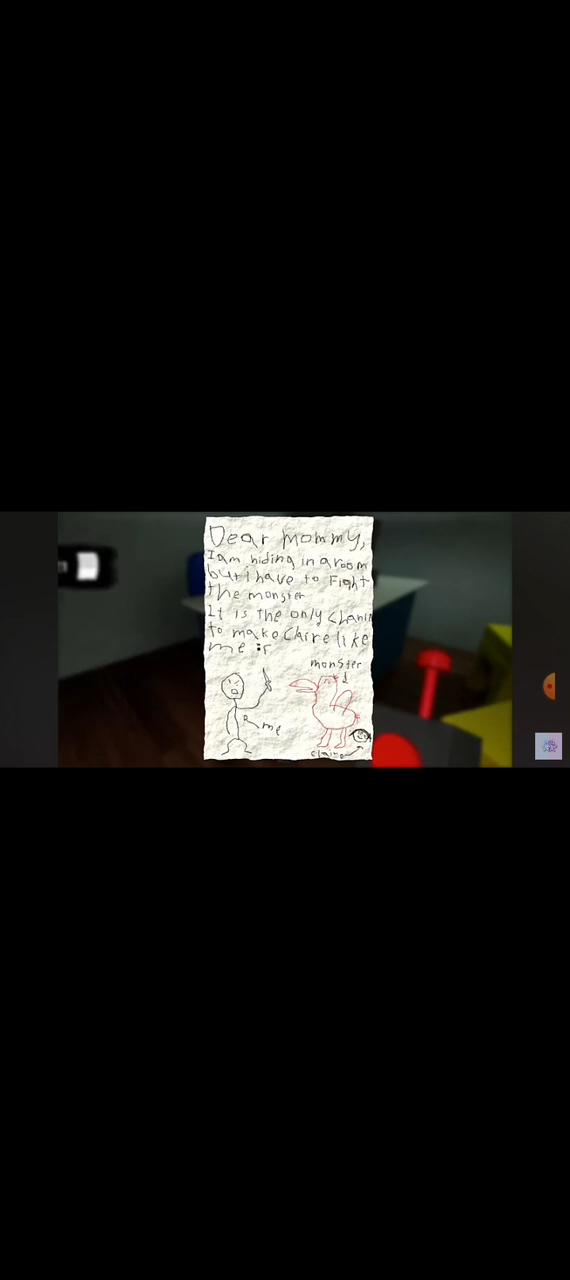 Dear Mommy,
I am hiding in a room
but i have to Fight
the monster
It is the only
to make Claire like
me :r
monster
me
Claire